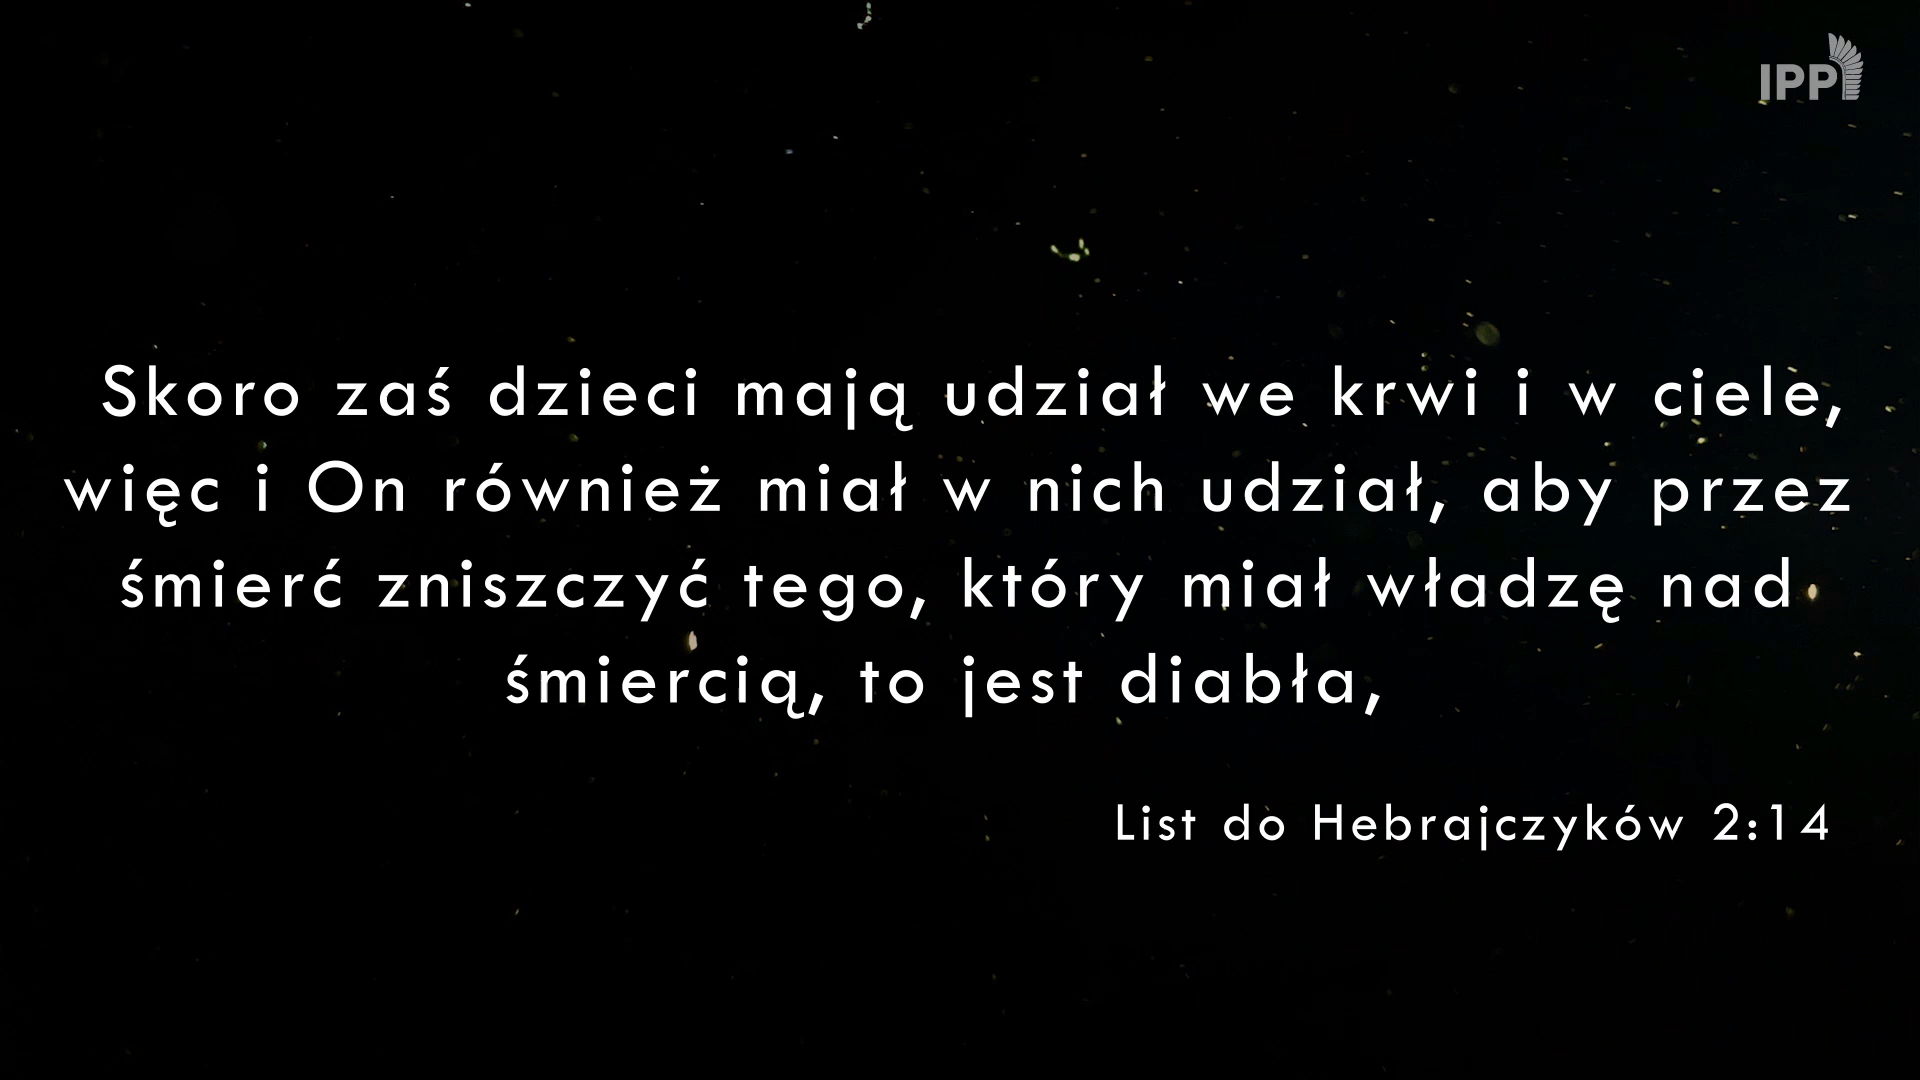 IPP
Skoro zaś dzieci mają udział we krwi i w ciele,
więc i On również miał w nich udział, aby przez
śmierć zniszczyć tego, który miał władzę nad
śmiercią, to jest diabła,
List do Hebrajczyków 2:14